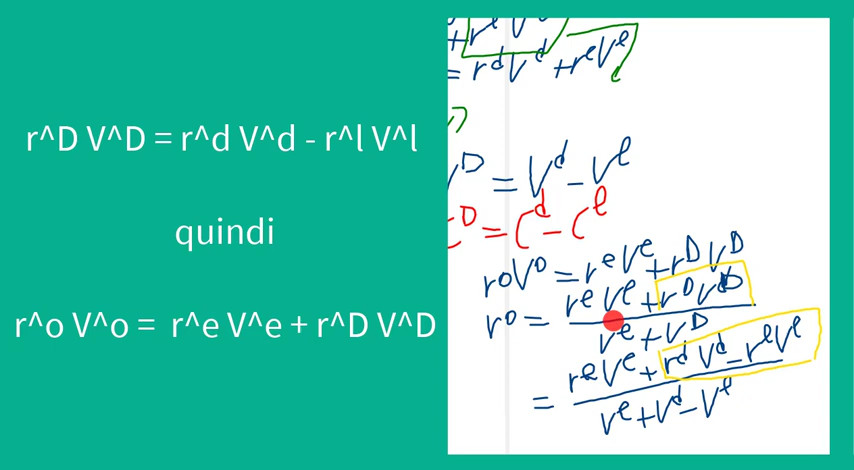 r^D V^D = r^d V^d - r^l V^l
quindi
r^o V^o = r^e V^e + r^D V^D
= r^d V^d + r^e V^e
V^D = V^d - V^l
C^D = C^d - C^l
r^o V^o = r^e V^e + r^D V^D
r^o = r^e V^e + r^D V^D
V^e + V^D
= r^e V^e + r^d V^d - r^l V^l
V^e + V^d - V^l